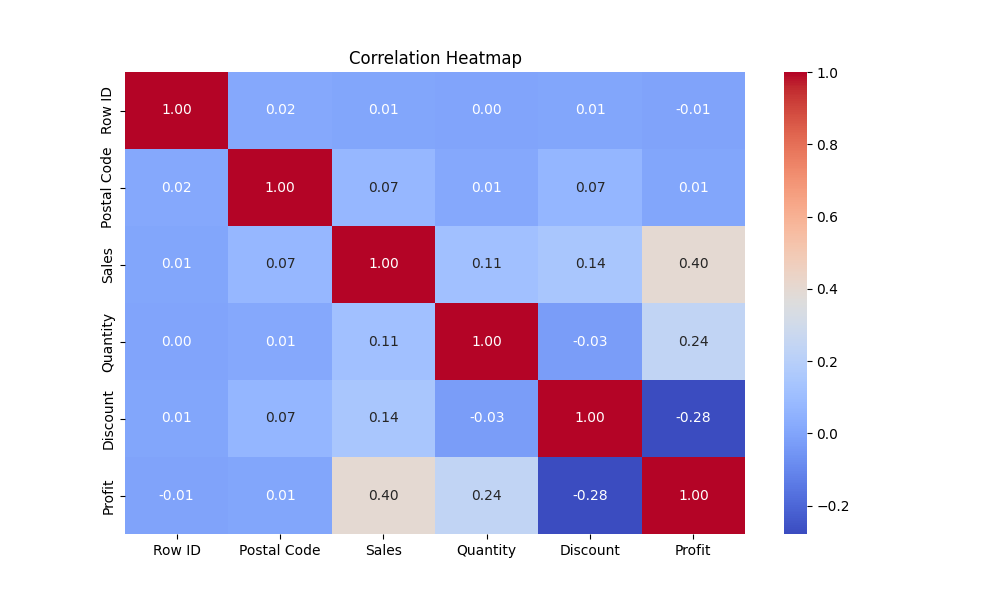 Correlation Heatmap
Row ID 1.00 0.02 0.01 0.00 0.01 -0.01
Postal Code 0.02 1.00 0.07 0.01 0.07 0.01
Sales 0.01 0.07 1.00 0.11 0.14 0.40
Quantity 0.00 0.01 0.11 1.00 -0.03 0.24
Discount 0.01 0.07 0.14 -0.03 1.00 -0.28
Profit -0.01 0.01 0.40 0.24 -0.28 1.00
Row ID Postal Code Sales Quantity Discount Profit
1.0
0.8
0.6
0.4
0.2
0.0
−0.2